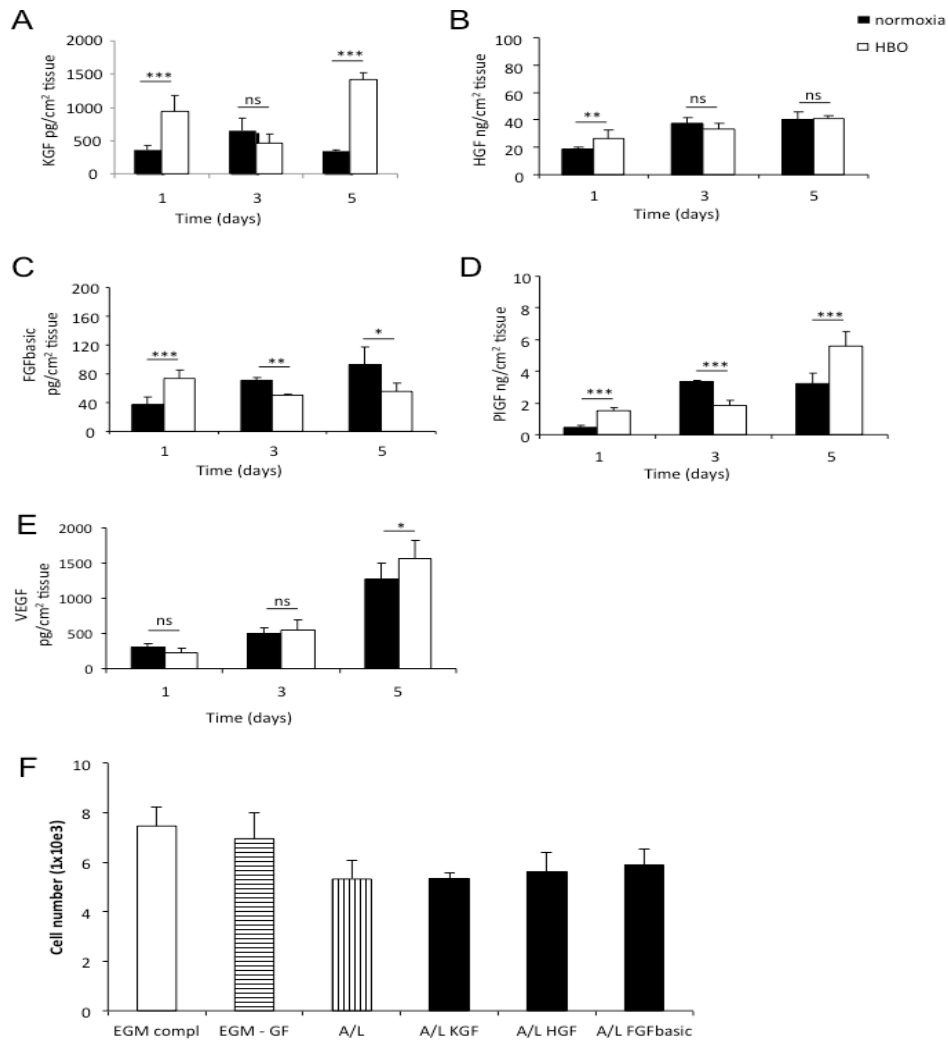 A
B
normoxia
HBO
KGF pg/cm² tissue
2000
1500
1000
500
0
***
ns
***
1 3 5
Time (days)
HGF ng/cm² tissue
100
80
60
40
20
0
**
ns
ns
1 3 5
Time (days)
C
D
FGFbasic
pg/cm² tissue
200
160
120
80
40
0
***
**
*
1 3 5
Time (days)
PlGF ng/cm² tissue
10
8
6
4
2
0
***
***
***
1 3 5
Time (days)
E
VEGF
pg/cm² tissue
2000
1500
1000
500
0
ns
ns
*
1 3 5
Time (days)
F
Cell number (1x10e3)
10
8
6
4
2
0
EGM compl EGM - GF A/L A/L KGF A/L HGF A/L FGFbasic